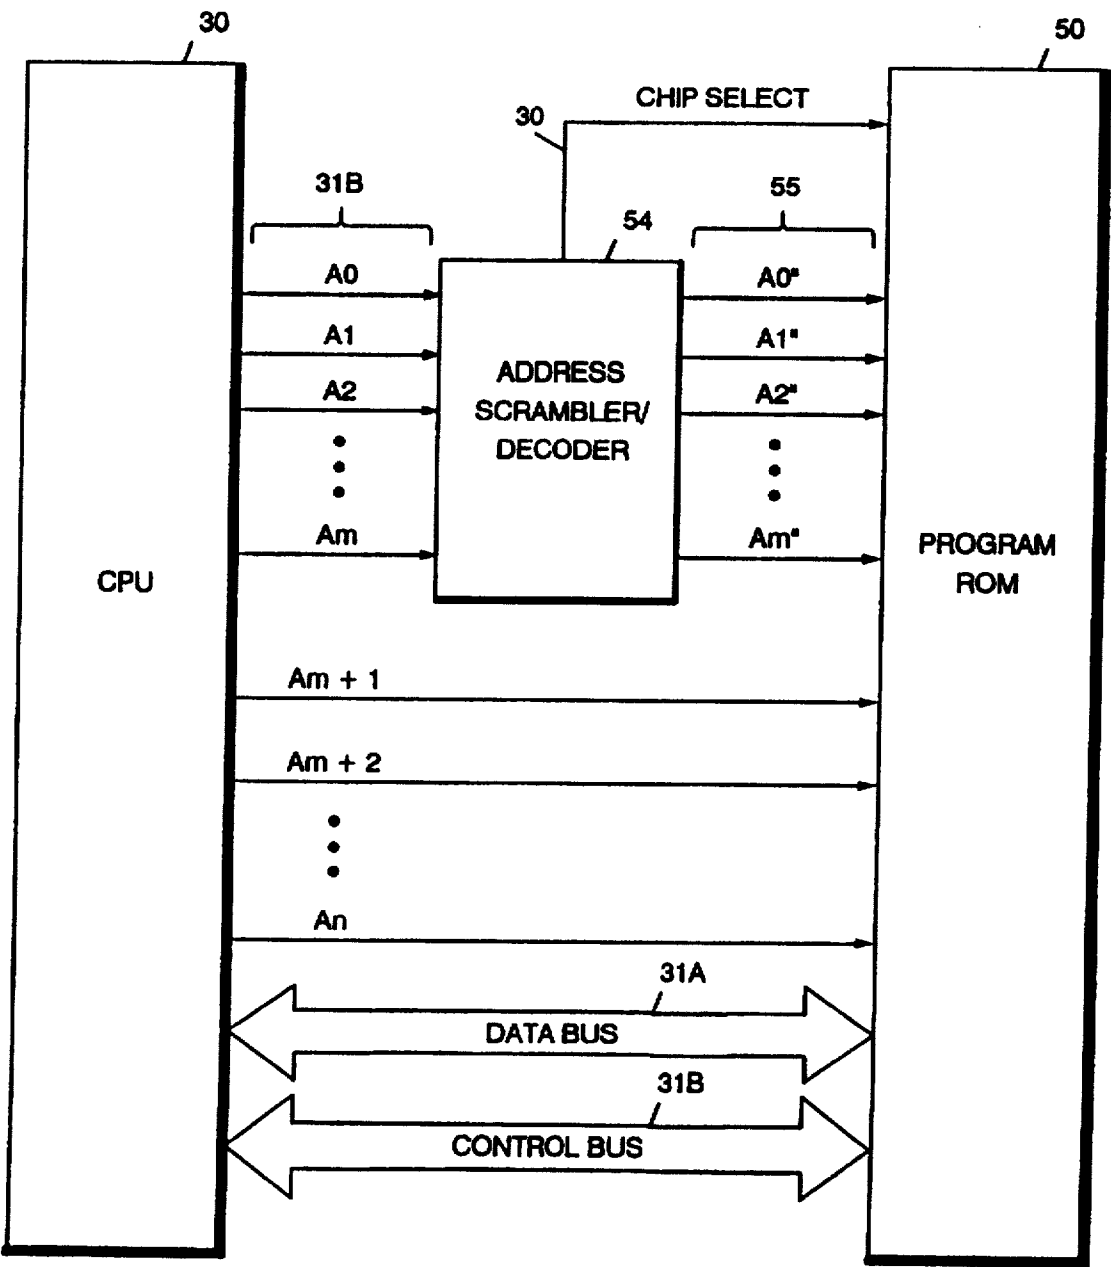 30
50
CHIP SELECT
30
31B
55
54
A0
A0"
A1
A1"
A2
A2"
ADDRESS
SCRAMBLER/
DECODER
Am
Am"
CPU
PROGRAM
ROM
Am + 1
Am + 2
An
31A
DATA BUS
31B
CONTROL BUS